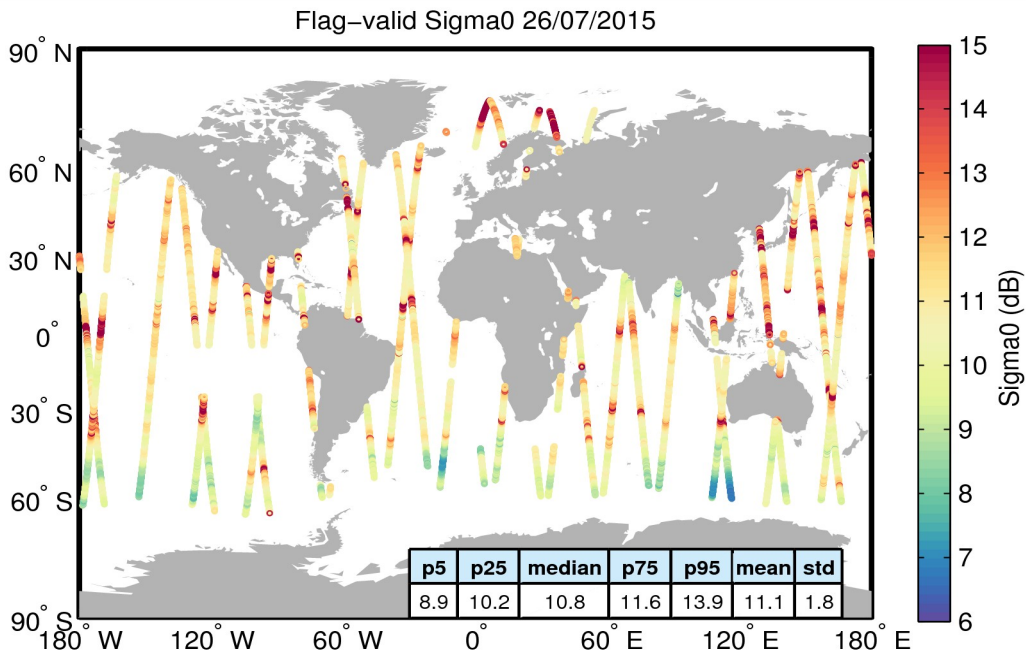 Flag−valid Sigma0 26/07/2015
90° N
60° N
30° N
0°
30° S
60° S
90° S
180° W
120° W
60° W
0°
60° E
120° E
180° E
p5 p25 median p75 p95 mean std
8.9 10.2 10.8 11.6 13.9 11.1 1.8
15
14
13
12
11
10
9
8
7
6
Sigma0 (dB)